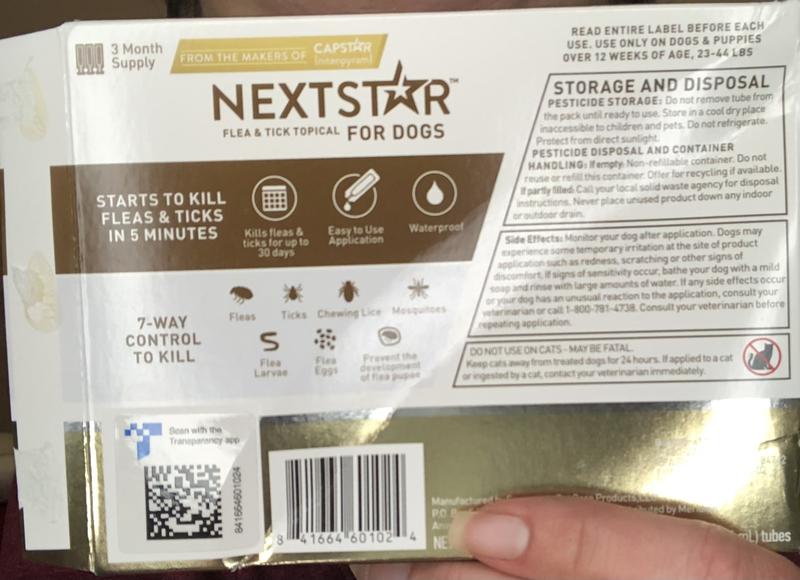 3 Month
Supply
FROM THE MAKERS OF CAPSTAR
(nitenpyram)
NEXTSTAR™
FLEA & TICK TOPICAL FOR DOGS
STARTS TO KILL
FLEAS & TICKS
IN 5 MINUTES
Kills fleas &
ticks for up to
30 days
Easy to Use
Application
Waterproof
7-WAY
CONTROL
TO KILL
Fleas
Ticks
Chewing Lice
Mosquitoes
Flea
Larvae
Flea
Eggs
Prevent the
development
of flea pupae
READ ENTIRE LABEL BEFORE EACH
USE. USE ONLY ON DOGS & PUPPIES
OVER 12 WEEKS OF AGE, 23-44 LBS
STORAGE AND DISPOSAL
PESTICIDE STORAGE: Do not remove tube from
the pack until ready to use. Store in a cool dry place
inaccessible to children and pets. Do not refrigerate.
Protect from direct sunlight.
PESTICIDE DISPOSAL AND CONTAINER
HANDLING: If empty: Non-refillable container. Do not
reuse or refill this container. Offer for recycling if available.
If partly filled: Call your local solid waste agency for disposal
instructions. Never place unused product down any indoor
or outdoor drain.
Side Effects: Monitor your dog after application. Dogs may
experience some temporary irritation at the site of product
application such as redness, scratching or other signs of
discomfort. If signs of sensitivity occur, bathe your dog with a mild
soap and rinse with large amounts of water. If any side effects occur
or your dog has an unusual reaction to the application, consult your
veterinarian or call 1-800-781-4738. Consult your veterinarian before
repeating application.
DO NOT USE ON CATS - MAY BE FATAL.
Keep cats away from treated dogs for 24 hours. If applied to a cat
or ingested by a cat, contact your veterinarian immediately.
Scan with the
Transparency app
841664601024
8 41664 60102 4
Manufactured
Products,
P.O.
tubes